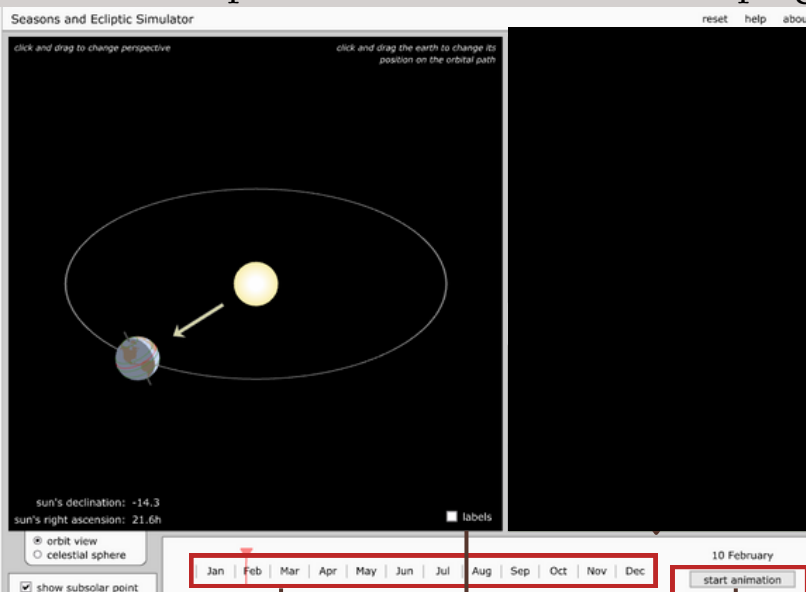 Seasons and Ecliptic Simulator
reset help
click and drag to change perspective
click and drag the earth to change its
position on the orbital path
sun's declination: -14.3
sun's right ascension: 21.6h
labels
orbit view
celestial sphere
show subsolar point
Jan Feb Mar Apr May Jun Jul Aug Sep Oct Nov Dec
10 February
start animation